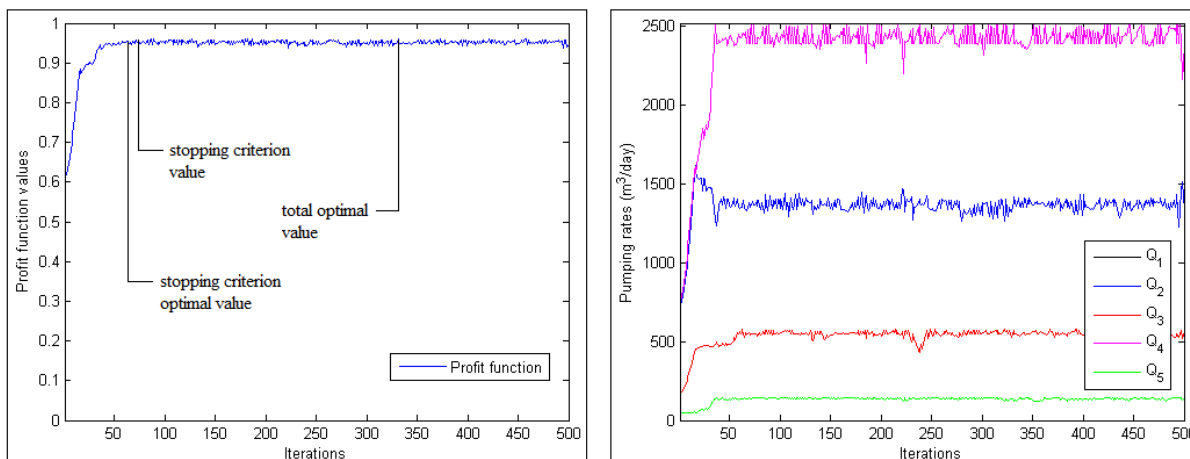 1
0.9
0.8
0.7
0.6
0.5
0.4
0.3
0.2
0.1
0
Profit function values
stopping criterion
value
total optimal
value
stopping criterion
optimal value
Profit function
50 100 150 200 250 300 350 400 450 500
Iterations
2500
2000
1500
1000
500
0
Pumping rates (m³/day)
Q₁
Q₂
Q₃
Q₄
Q₅
50 100 150 200 250 300 350 400 450 500
Iterations